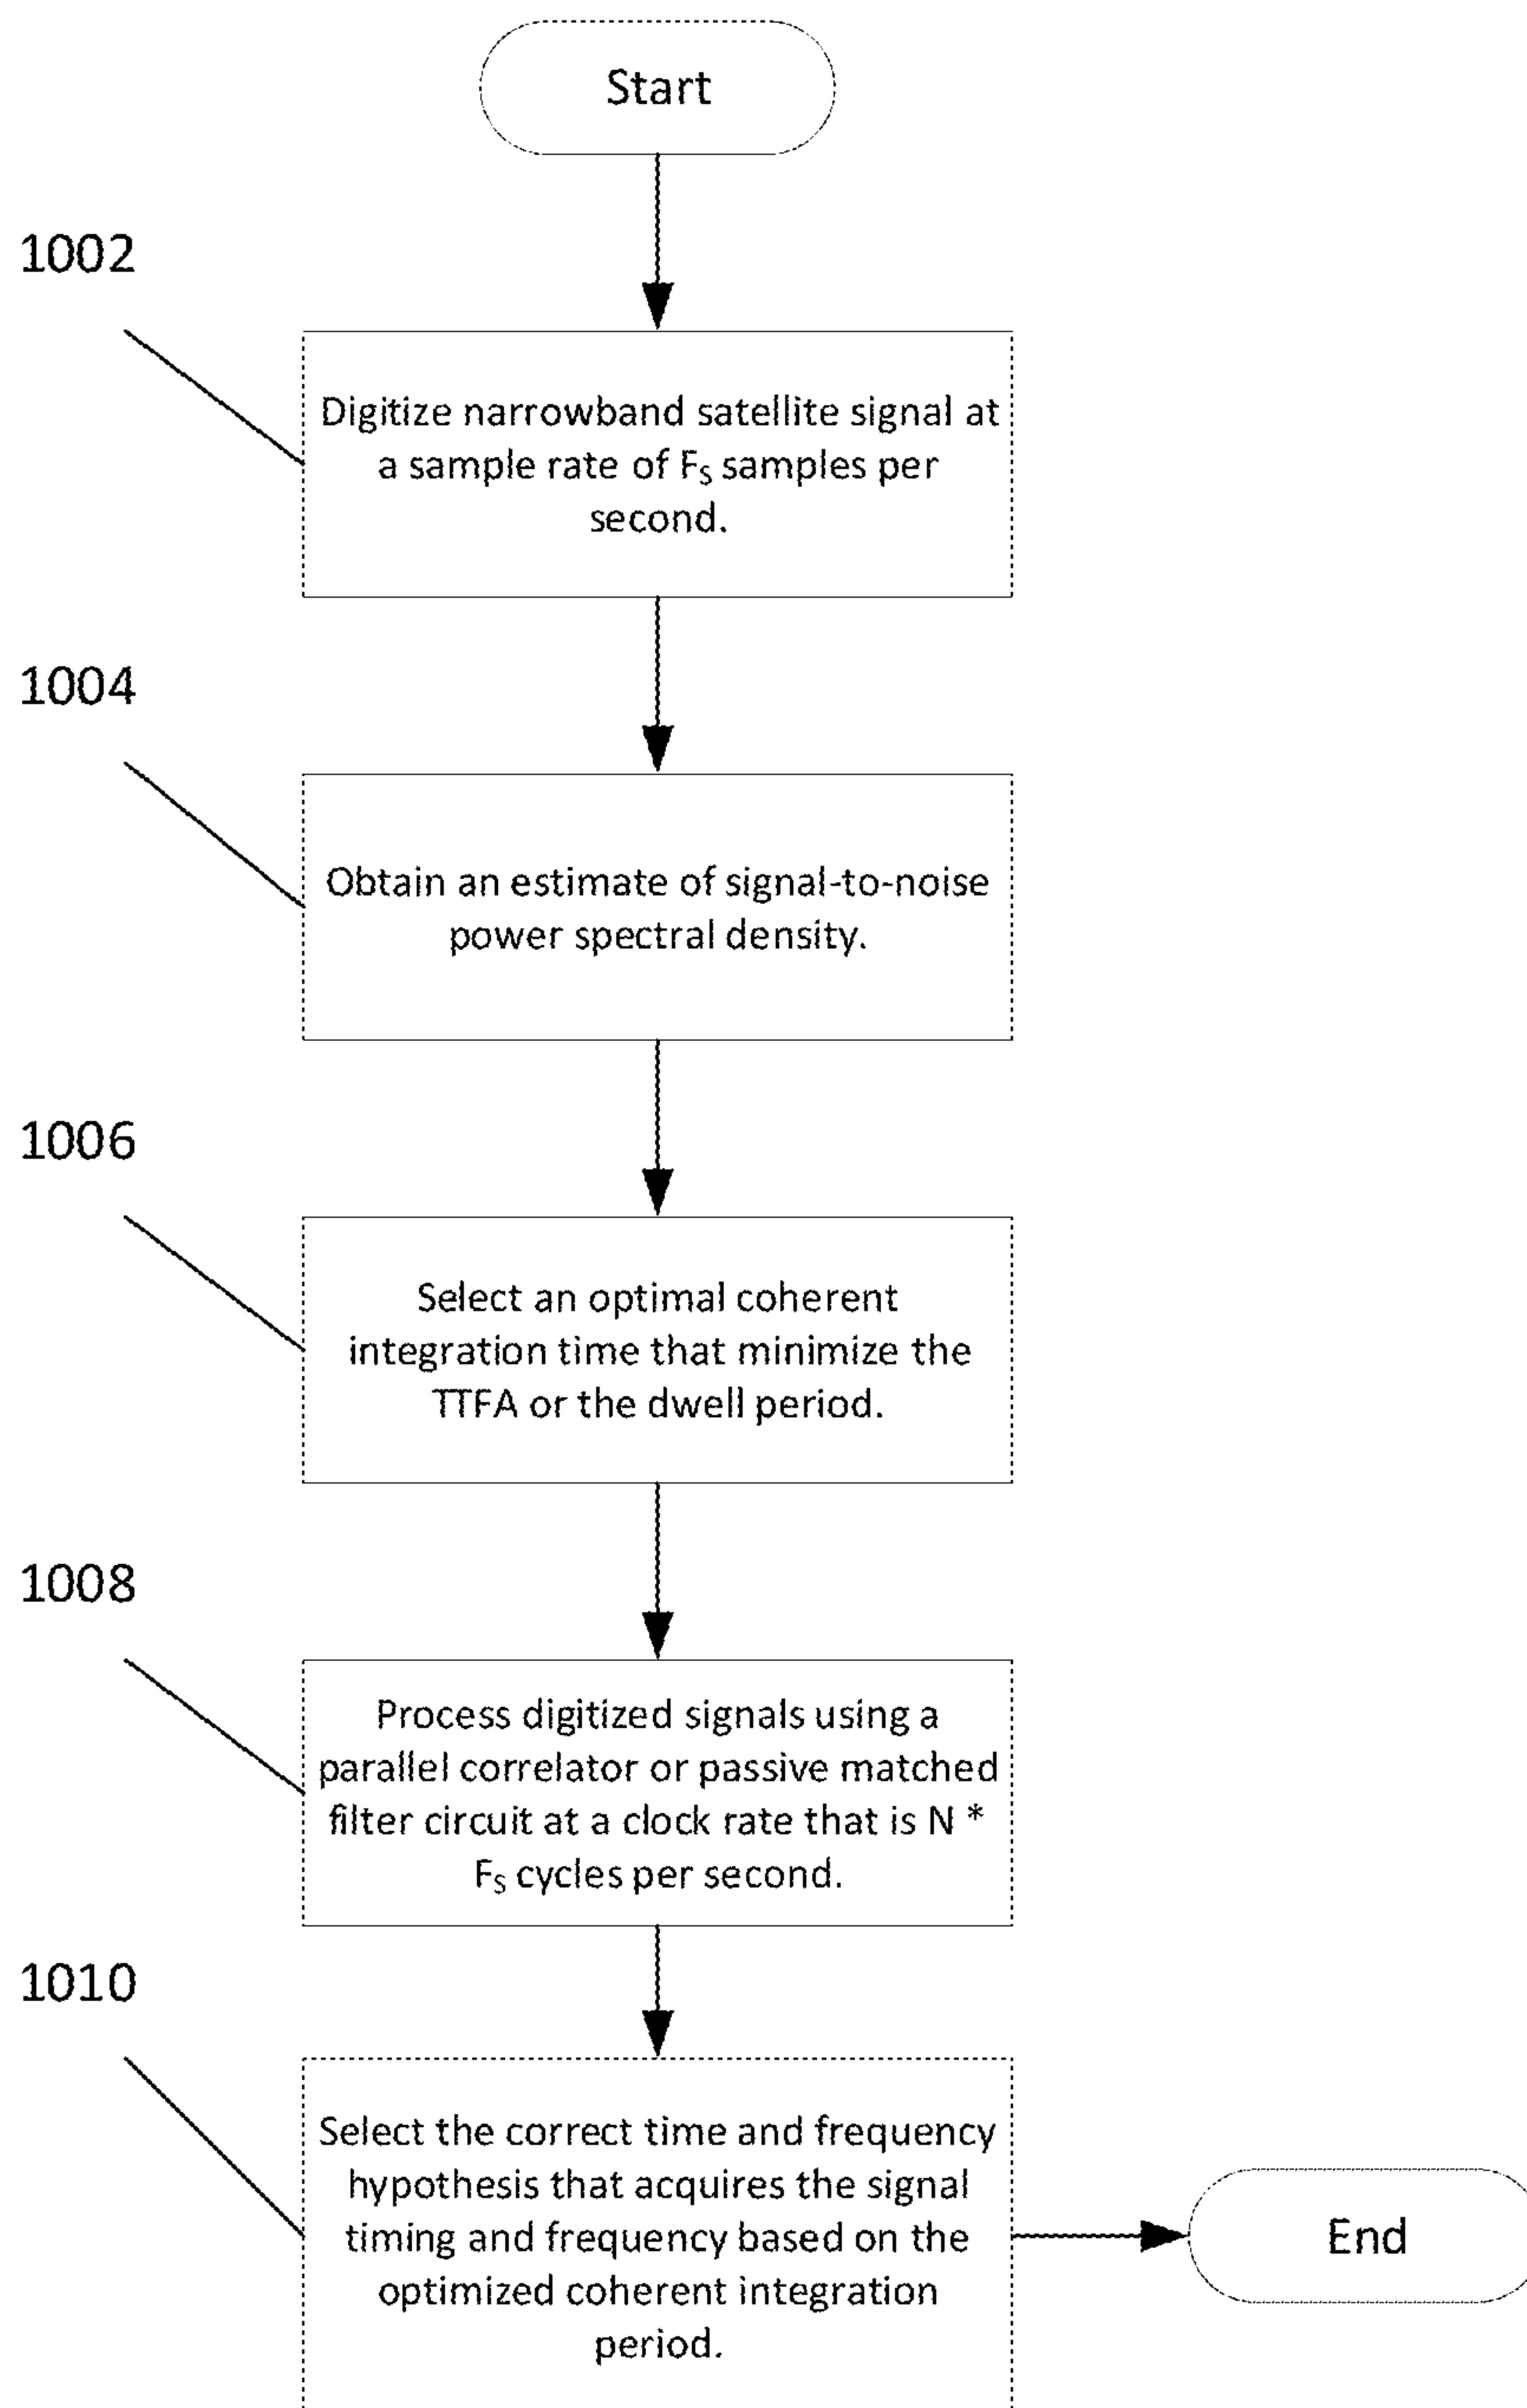 Start
1002
Digitize narrowband satellite signal at
a sample rate of FS samples per
second.
1004
Obtain an estimate of signal-to-noise
power spectral density.
1006
Select an optimal coherent
integration time that minimize the
TTFA or the dwell period.
1008
Process digitized signals using a
parallel correlator or passive matched
filter circuit at a clock rate that is N *
FS cycles per second.
1010
Select the correct time and frequency
hypothesis that acquires the signal
timing and frequency based on the
optimized coherent integration
period.
End